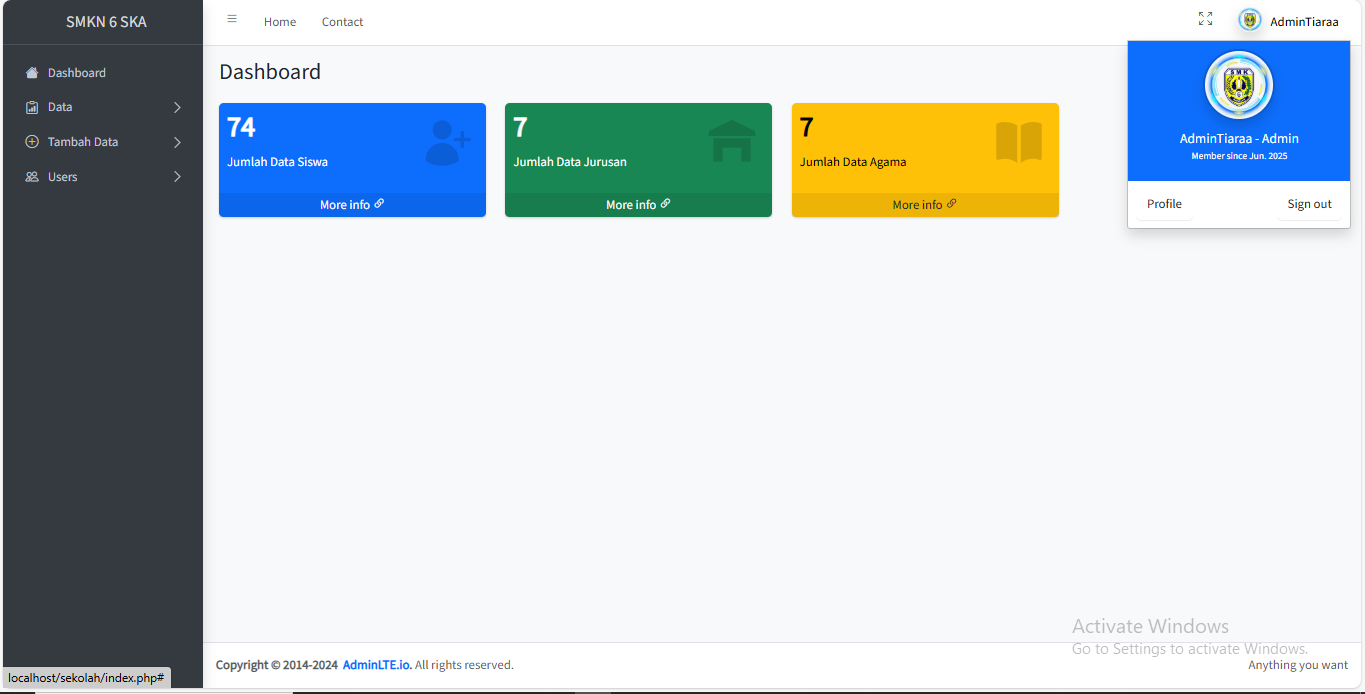 SMKN 6 SKA
Home Contact
AdminTiaraa
Dashboard
Data
Tambah Data
Users
Dashboard
74
Jumlah Data Siswa
More info
7
Jumlah Data Jurusan
More info
7
Jumlah Data Agama
More info
SMK
AdminTiaraa - Admin
Member since Jun. 2025
Profile Sign out
Activate Windows
Go to Settings to activate Windows.
Copyright © 2014-2024 AdminLTE.io. All rights reserved.
Anything you want
localhost/sekolah/index.php#